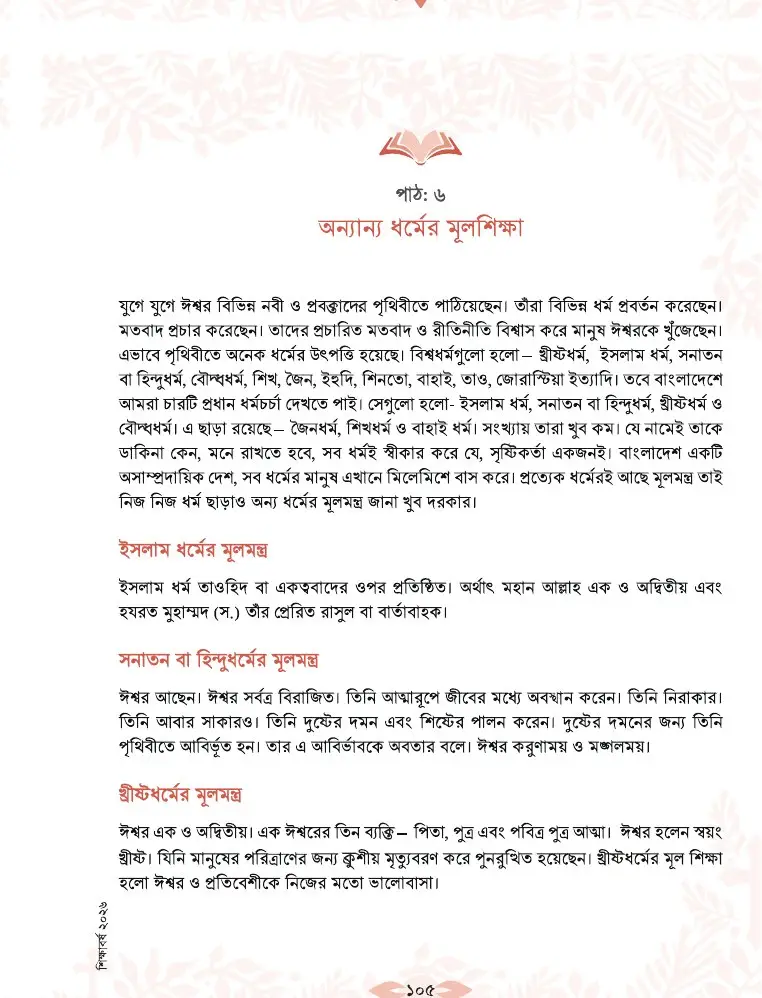 পাঠ: ৬
অন্যান্য ধর্মের মূলশিক্ষা
যুগে যুগে ঈশ্বর বিভিন্ন নবী ও প্রবক্তাদের পৃথিবীতে পাঠিয়েছেন। তাঁরা বিভিন্ন ধর্ম প্রবর্তন করেছেন।
মতবাদ প্রচার করেছেন। তাদের প্রচারিত মতবাদ ও রীতিনীতি বিশ্বাস করে মানুষ ঈশ্বরকে খুঁজেছেন।
এভাবে পৃথিবীতে অনেক ধর্মের উৎপত্তি হয়েছে। বিশ্বধর্মগুলো হলো – খ্রীষ্টধর্ম, ইসলাম ধর্ম, সনাতন
বা হিন্দুধর্ম, বৌদ্ধধর্ম, শিখ, জৈন, ইহুদি, শিনতো, বাহাই, তাও, জোরাস্টিয়া ইত্যাদি। তবে বাংলাদেশে
আমরা চারটি প্রধান ধর্মচর্চা দেখতে পাই। সেগুলো হলো- ইসলাম ধর্ম, সনাতন বা হিন্দুধর্ম, খ্রীষ্টধর্ম ও
বৌদ্ধধর্ম। এ ছাড়া রয়েছে – জৈনধর্ম, শিখধর্ম ও বাহাই ধর্ম। সংখ্যায় তারা খুব কম। যে নামেই তাকে
ডাকিনা কেন, মনে রাখতে হবে, সব ধর্মই স্বীকার করে যে, সৃষ্টিকর্তা একজনই। বাংলাদেশ একটি
অসাম্প্রদায়িক দেশ, সব ধর্মের মানুষ এখানে মিলেমিশে বাস করে। প্রত্যেক ধর্মেরই আছে মূলমন্ত্র তাই
নিজ নিজ ধর্ম ছাড়াও অন্য ধর্মের মূলমন্ত্র জানা খুব দরকার।
ইসলাম ধর্মের মূলমন্ত্র
ইসলাম ধর্ম তাওহিদ বা একত্ববাদের ওপর প্রতিষ্ঠিত। অর্থাৎ মহান আল্লাহ এক ও অদ্বিতীয় এবং
হযরত মুহাম্মদ (স.) তাঁর প্রেরিত রাসুল বা বার্তাবাহক।
সনাতন বা হিন্দুধর্মের মূলমন্ত্র
ঈশ্বর আছেন। ঈশ্বর সর্বত্র বিরাজিত। তিনি আত্মারূপে জীবের মধ্যে অবস্থান করেন। তিনি নিরাকার।
তিনি আবার সাকারও। তিনি দুষ্টের দমন এবং শিষ্টের পালন করেন। দুষ্টের দমনের জন্য তিনি
পৃথিবীতে আবির্ভূত হন। তার এ আবির্ভাবকে অবতার বলে। ঈশ্বর করুণাময় ও মঙ্গলময়।
খ্রীষ্টধর্মের মূলমন্ত্র
ঈশ্বর এক ও অদ্বিতীয়। এক ঈশ্বরের তিন ব্যক্তি – পিতা, পুত্র এবং পবিত্র পুত্র আত্মা। ঈশ্বর হলেন স্বয়ং
খ্রীষ্ট। যিনি মানুষের পরিত্রাণের জন্য ক্রুশীয় মৃত্যুবরণ করে পুনরুত্থিত হয়েছেন। খ্রীষ্টধর্মের মূল শিক্ষা
হলো ঈশ্বর ও প্রতিবেশীকে নিজের মতো ভালোবাসা।
শিক্ষাবর্ষ ২০২৬
১০৫